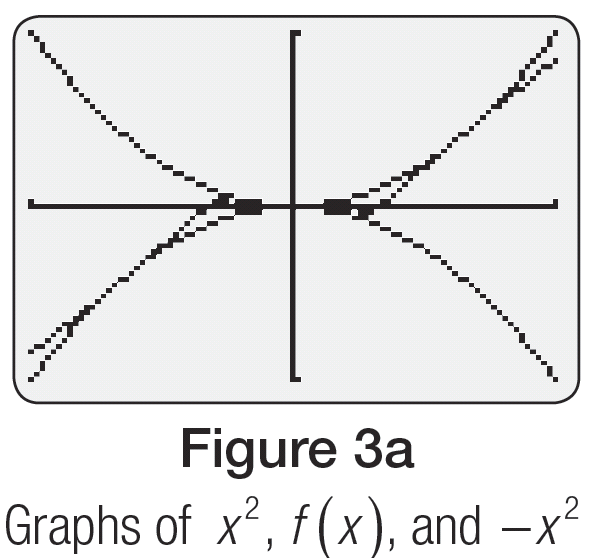 Figure 3a
Graphs of x², f(x), and −x²